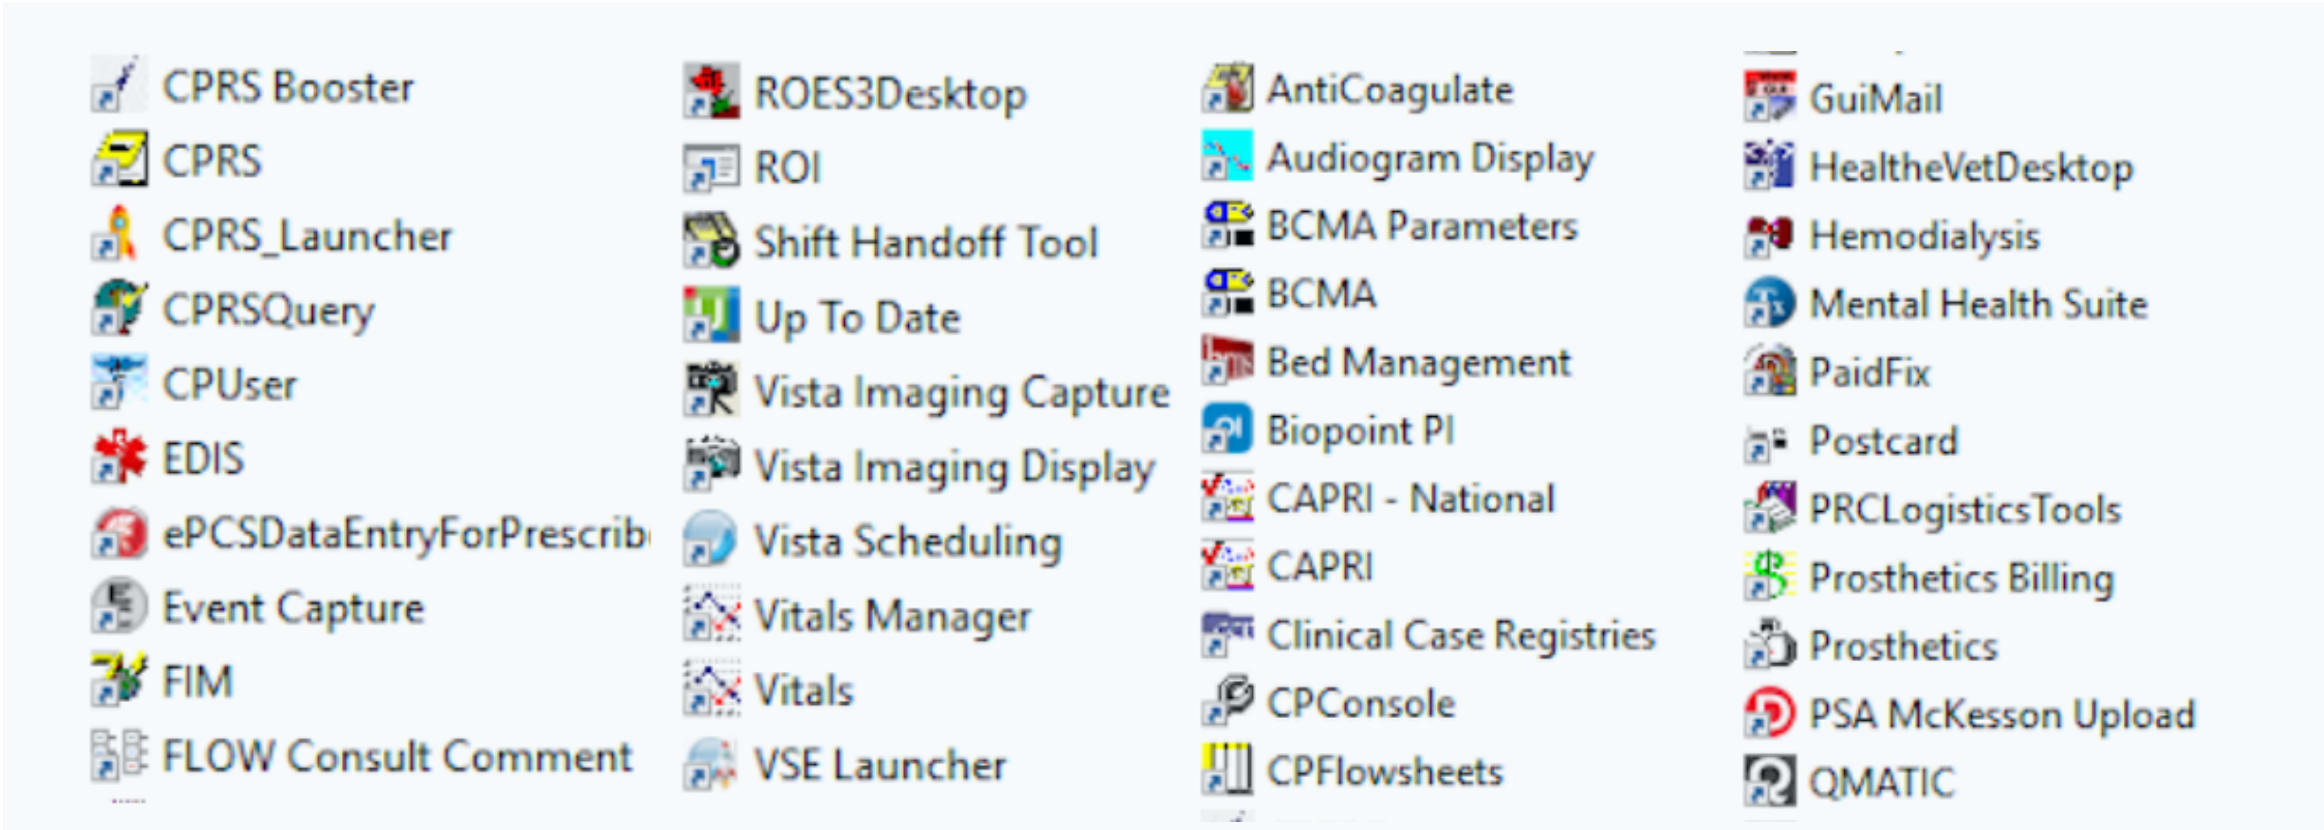 CPRS Booster
CPRS
CPRS_Launcher
CPRSQuery
CPUser
EDIS
ePCSDataEntryForPrescrib
Event Capture
FIM
FLOW Consult Comment
ROES3Desktop
ROI
Shift Handoff Tool
Up To Date
Vista Imaging Capture
Vista Imaging Display
Vista Scheduling
Vitals Manager
Vitals
VSE Launcher
AntiCoagulate
Audiogram Display
BCMA Parameters
BCMA
Bed Management
Biopoint PI
CAPRI - National
CAPRI
Clinical Case Registries
CPConsole
CPFlowsheets
GuiMail
HealtheVetDesktop
Hemodialysis
Mental Health Suite
PaidFix
Postcard
PRCLogisticsTools
Prosthetics Billing
Prosthetics
PSA McKesson Upload
QMATIC